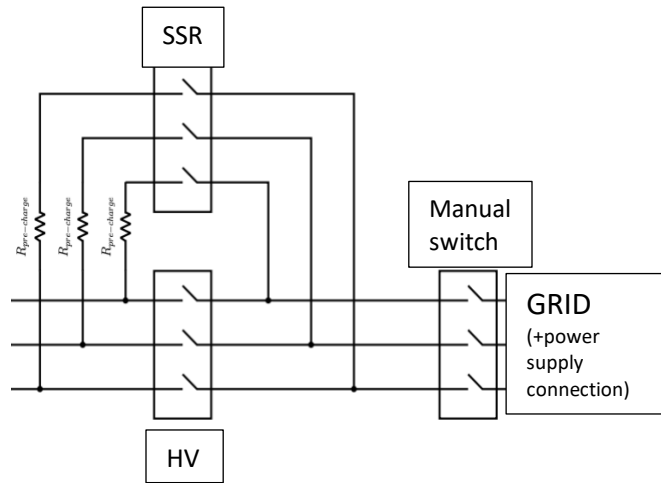 SSR
R_pre-charge
R_pre-charge
R_pre-charge
Manual
switch
GRID
(+power
supply
connection)
HV